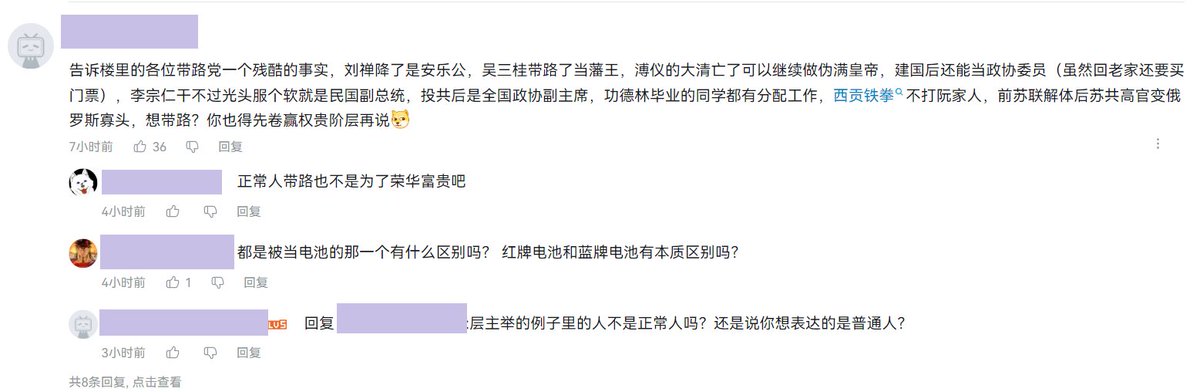 告诉楼里的各位带路党一个残酷的事实，刘禅降了是安乐公，吴三桂带路了当藩王，溥仪的大清亡了可以继续做伪满皇帝，建国后还能当政协委员（虽然回老家还要买
门票），李宗仁干不过光头服个软就是民国副总统，投共后是全国政协副主席，功德林毕业的同学都有分配工作，西贡铁拳不打阮家人，前苏联解体后苏共高官变俄
罗斯寡头，想带路？你也得先卷赢权贵阶层再说
7小时前 36 回复
正常人带路也不是为了荣华富贵吧
4小时前 回复
都是被当电池的那一个有什么区别吗？ 红牌电池和蓝牌电池有本质区别吗？
4小时前 1 回复
LUS 回复 层主举的例子里的人不是正常人吗？还是说你想表达的是普通人？
3小时前 回复
共8条回复, 点击查看